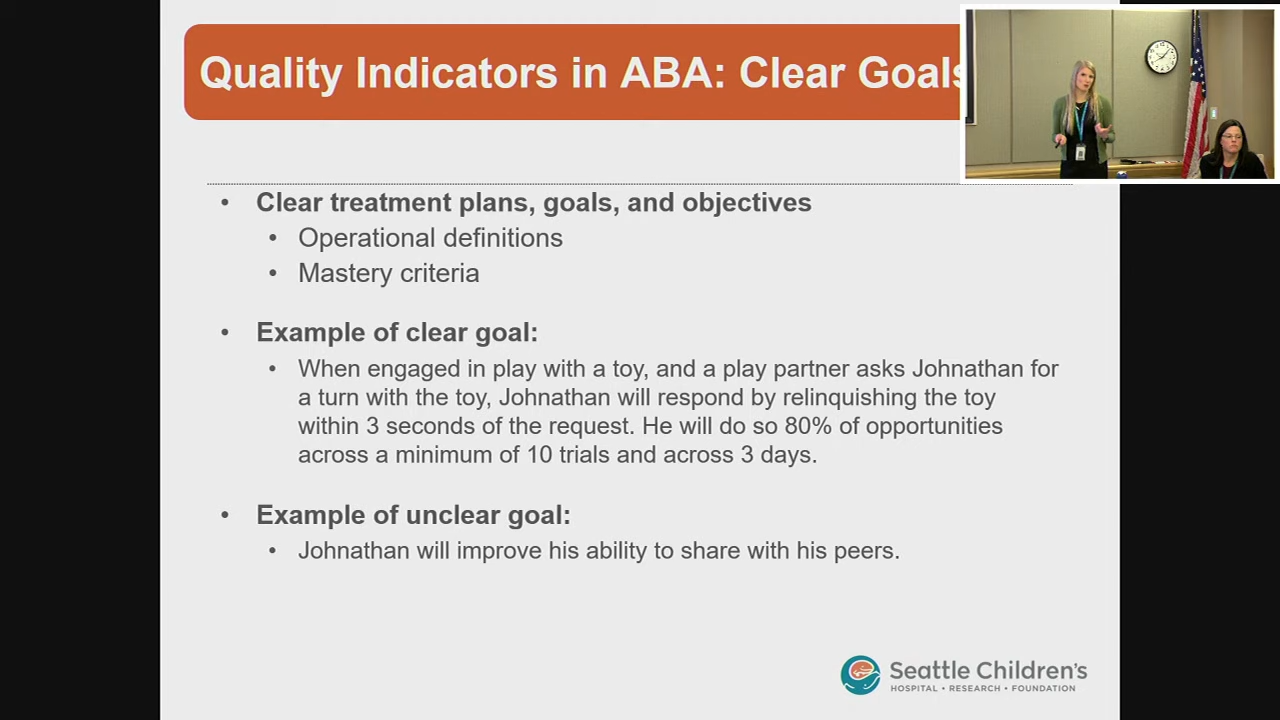 Quality Indicators in ABA: Clear Goals
• Clear treatment plans, goals, and objectives
• Operational definitions
• Mastery criteria
• Example of clear goal:
• When engaged in play with a toy, and a play partner asks Johnathan for
a turn with the toy, Johnathan will respond by relinquishing the toy
within 3 seconds of the request. He will do so 80% of opportunities
across a minimum of 10 trials and across 3 days.
• Example of unclear goal:
• Johnathan will improve his ability to share with his peers.
Seattle Children's
HOSPITAL • RESEARCH • FOUNDATION